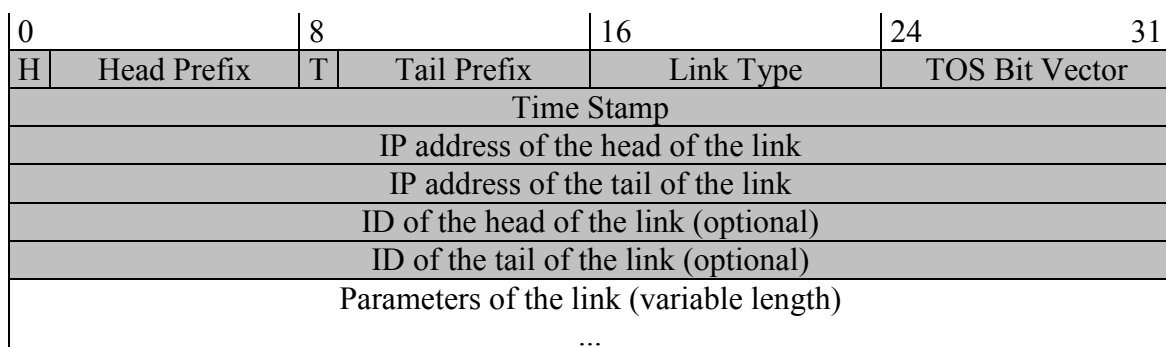 0 8 16 24 31
H Head Prefix T Tail Prefix Link Type TOS Bit Vector
Time Stamp
IP address of the head of the link
IP address of the tail of the link
ID of the head of the link (optional)
ID of the tail of the link (optional)
Parameters of the link (variable length)
...